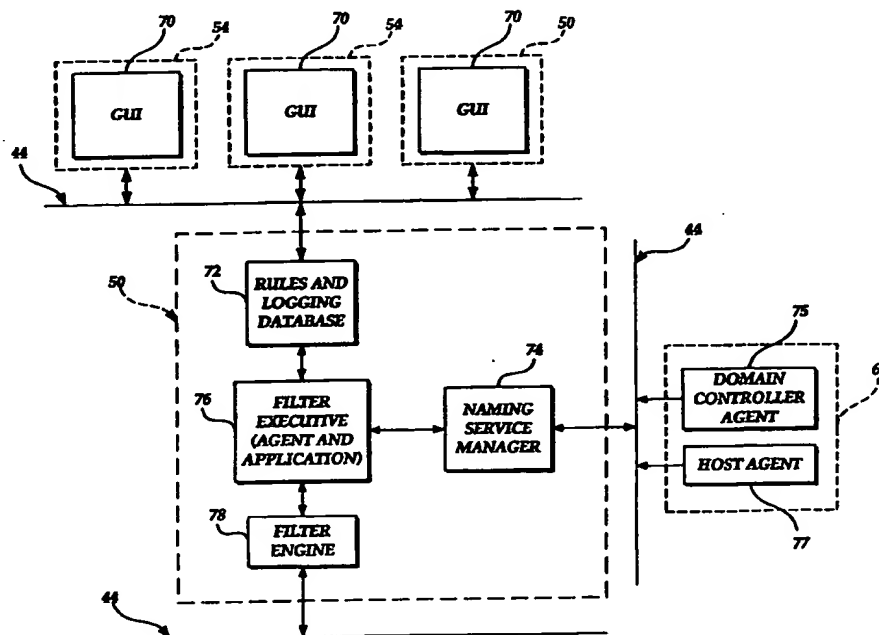 70
54
70
54
70
50
GUI
GUI
GUI
44
44
50
72
RULES AND
LOGGING
DATABASE
74
75
76
FILTER
EXECUTIVE
(AGENT AND
APPLICATION)
NAMING
SERVICE
MANAGER
DOMAIN
CONTROLLER
AGENT
HOST AGENT
77
78
FILTER
ENGINE
44